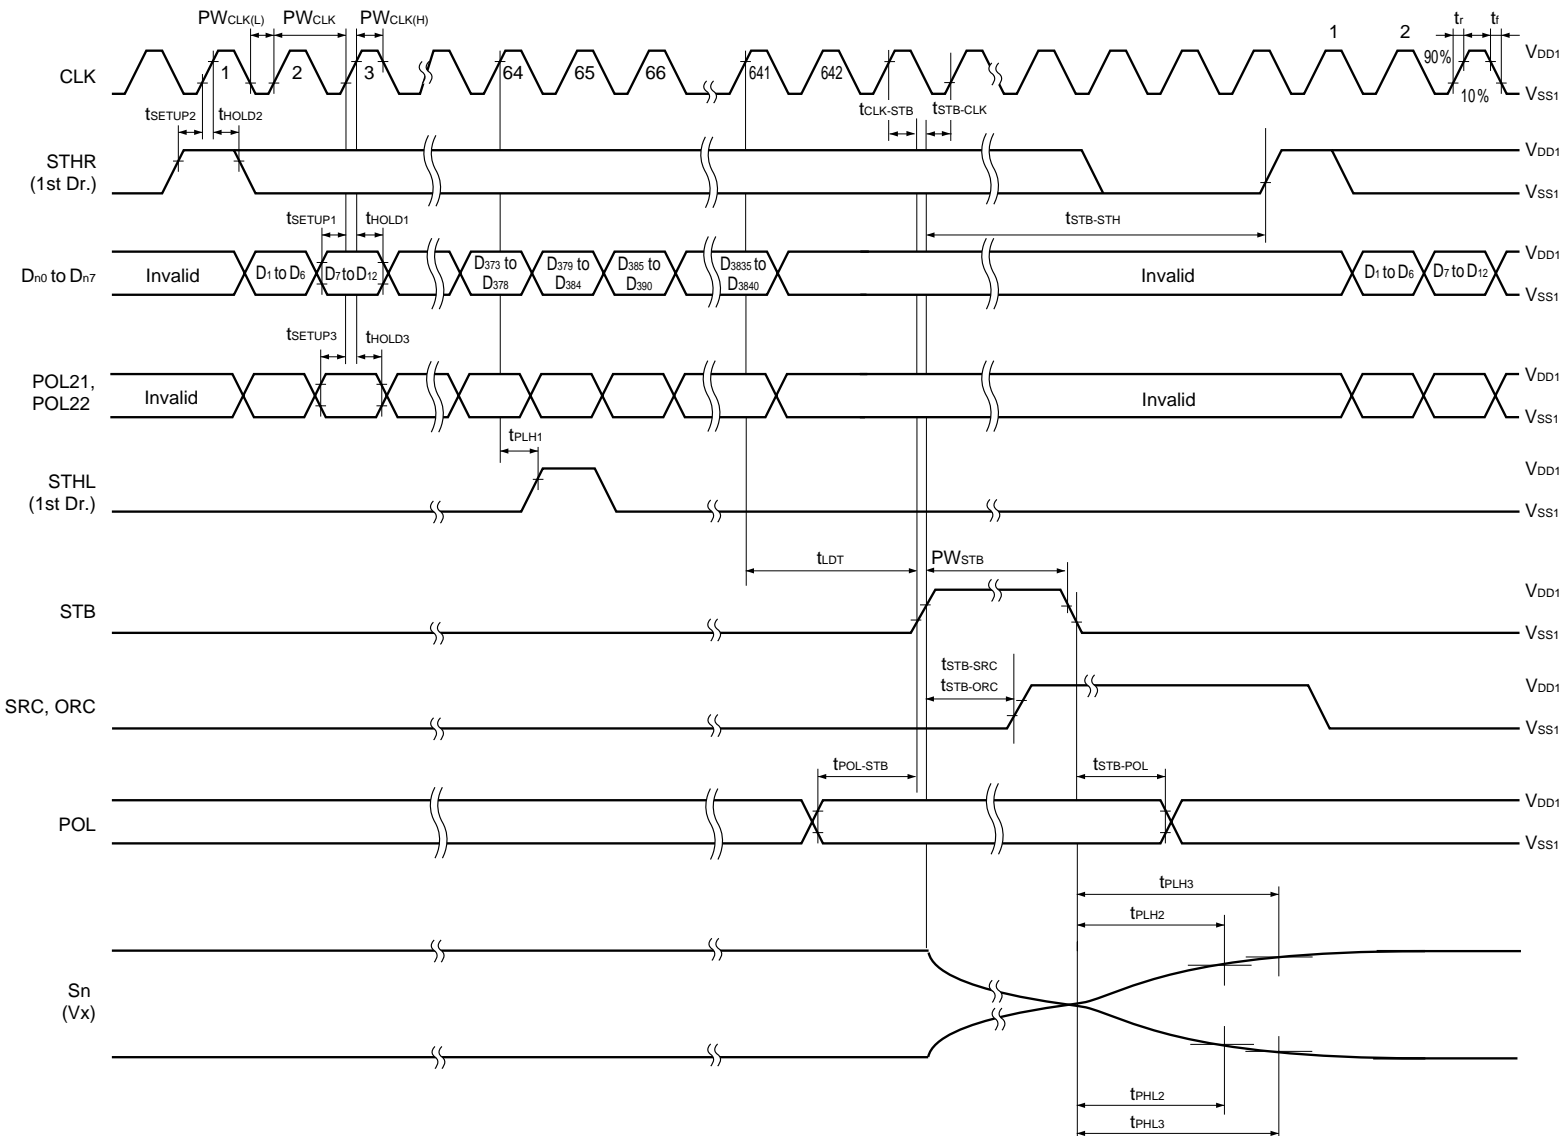 PWCLK(L) PWCLK PWCLK(H)
1 2 tr tf
CLK 1 2 3 64 65 66 641 642 90% VDD1
10% VSS1
tSETUP2 tHOLD2 tCLK-STB tSTB-CLK
STHR
(1st Dr.)
VDD1
VSS1
tSETUP1 tHOLD1 tSTB-STH
Dn0 to Dn7
Invalid D1 to D6 D7 to D12
D373 to
D378
D379 to
D384
D385 to
D390
D3835 to
D3840
Invalid D1 to D6 D7 to D12
VDD1
VSS1
tSETUP3 tHOLD3
POL21,
POL22
Invalid Invalid
VDD1
VSS1
tPLH1
STHL
(1st Dr.)
VDD1
VSS1
tLDT PWSTB
STB
VDD1
VSS1
tSTB-SRC
tSTB-ORC
SRC, ORC
VDD1
VSS1
tPOL-STB tSTB-POL
POL
VDD1
VSS1
tPLH3
tPLH2
Sn
(Vx)
tPHL2
tPHL3